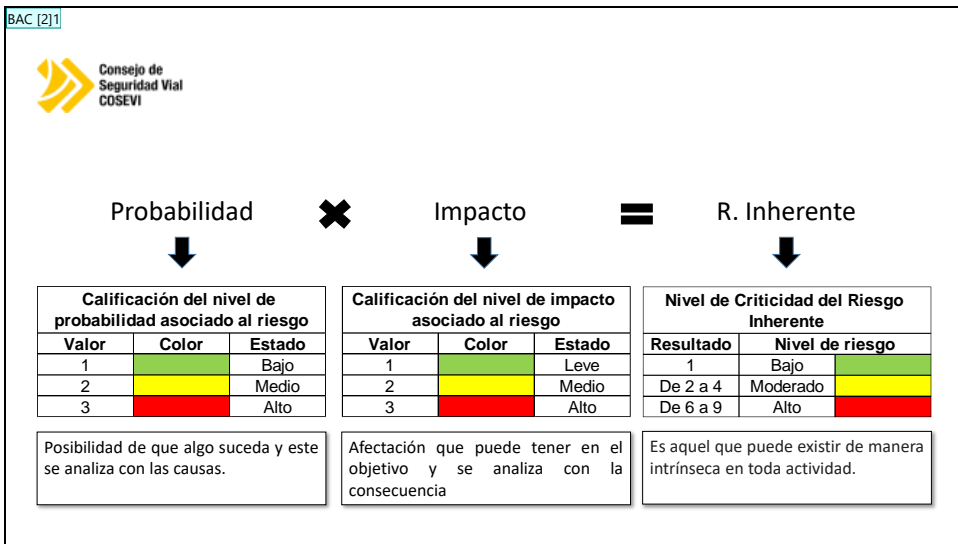 BAC [2]1
Consejo de
Seguridad Vial
COSEVI
Probabilidad ✖ Impacto = R. Inherente
Calificación del nivel de
probabilidad asociado al riesgo
Valor Color Estado
1 Bajo
2 Medio
3 Alto
Calificación del nivel de impacto
asociado al riesgo
Valor Color Estado
1 Leve
2 Medio
3 Alto
Nivel de Criticidad del Riesgo
Inherente
Resultado Nivel de riesgo
1 Bajo
De 2 a 4 Moderado
De 6 a 9 Alto
Posibilidad de que algo suceda y este
se analiza con las causas.
Afectación que puede tener en el
objetivo y se analiza con la
consecuencia
Es aquel que puede existir de manera
intrínseca en toda actividad.